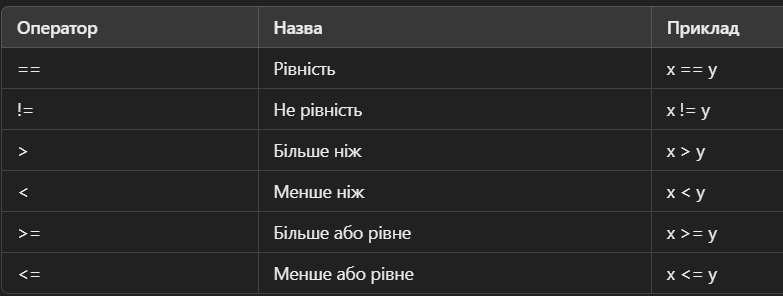 Оператор Назва Приклад
== Рівність x == y
!= Не рівність x != y
> Більше ніж x > y
< Менше ніж x < y
>= Більше або рівне x >= y
<= Менше або рівне x <= y